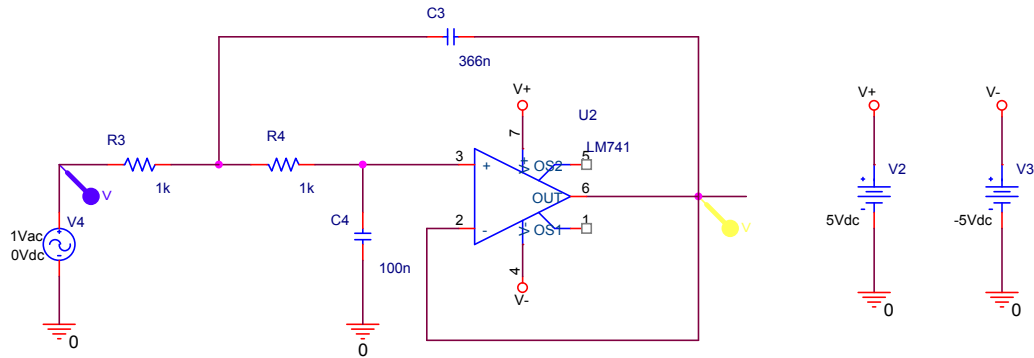 C3
366n
V+
V+
V-
U2
R3
R4
7
LM741
3
+
V+
OS2
5
V2
V3
1k
1k
OUT
6
V
V
V4
C4
2
-
V-
OS1
1
5Vdc
-5Vdc
1Vac
0Vdc
100n
4
V-
0
0
0
0